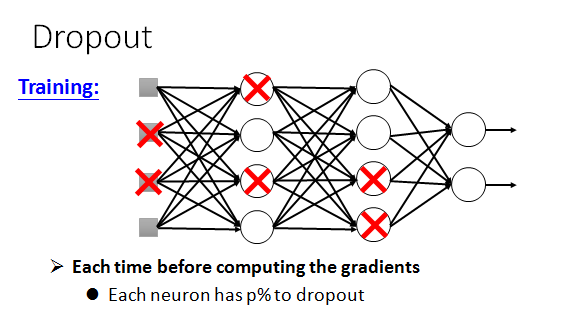 Dropout
Training:
➢ Each time before computing the gradients
● Each neuron has p% to dropout